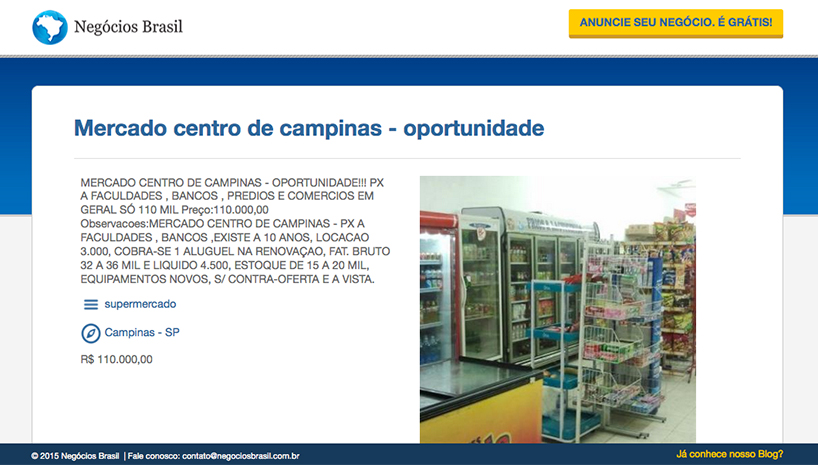 Negócios Brasil
ANUNCIE SEU NEGÓCIO. É GRÁTIS!
Mercado centro de campinas - oportunidade
MERCADO CENTRO DE CAMPINAS - OPORTUNIDADE!!! PX
A FACULDADES , BANCOS , PREDIOS E COMERCIOS EM
GERAL SÓ 110 MIL Preço:110.000,00
Observacoes:MERCADO CENTRO DE CAMPINAS - PX A
FACULDADES , BANCOS ,EXISTE A 10 ANOS, LOCACAO
3.000, COBRA-SE 1 ALUGUEL NA RENOVAÇAO, FAT. BRUTO
32 A 36 MIL E LIQUIDO 4.500, ESTOQUE DE 15 A 20 MIL,
EQUIPAMENTOS NOVOS, S/ CONTRA-OFERTA E A VISTA.
supermercado
Campinas - SP
R$ 110.000,00
© 2015 Negócios Brasil | Fale conosco: contato@negociosbrasil.com.br
Já conhece nosso Blog?